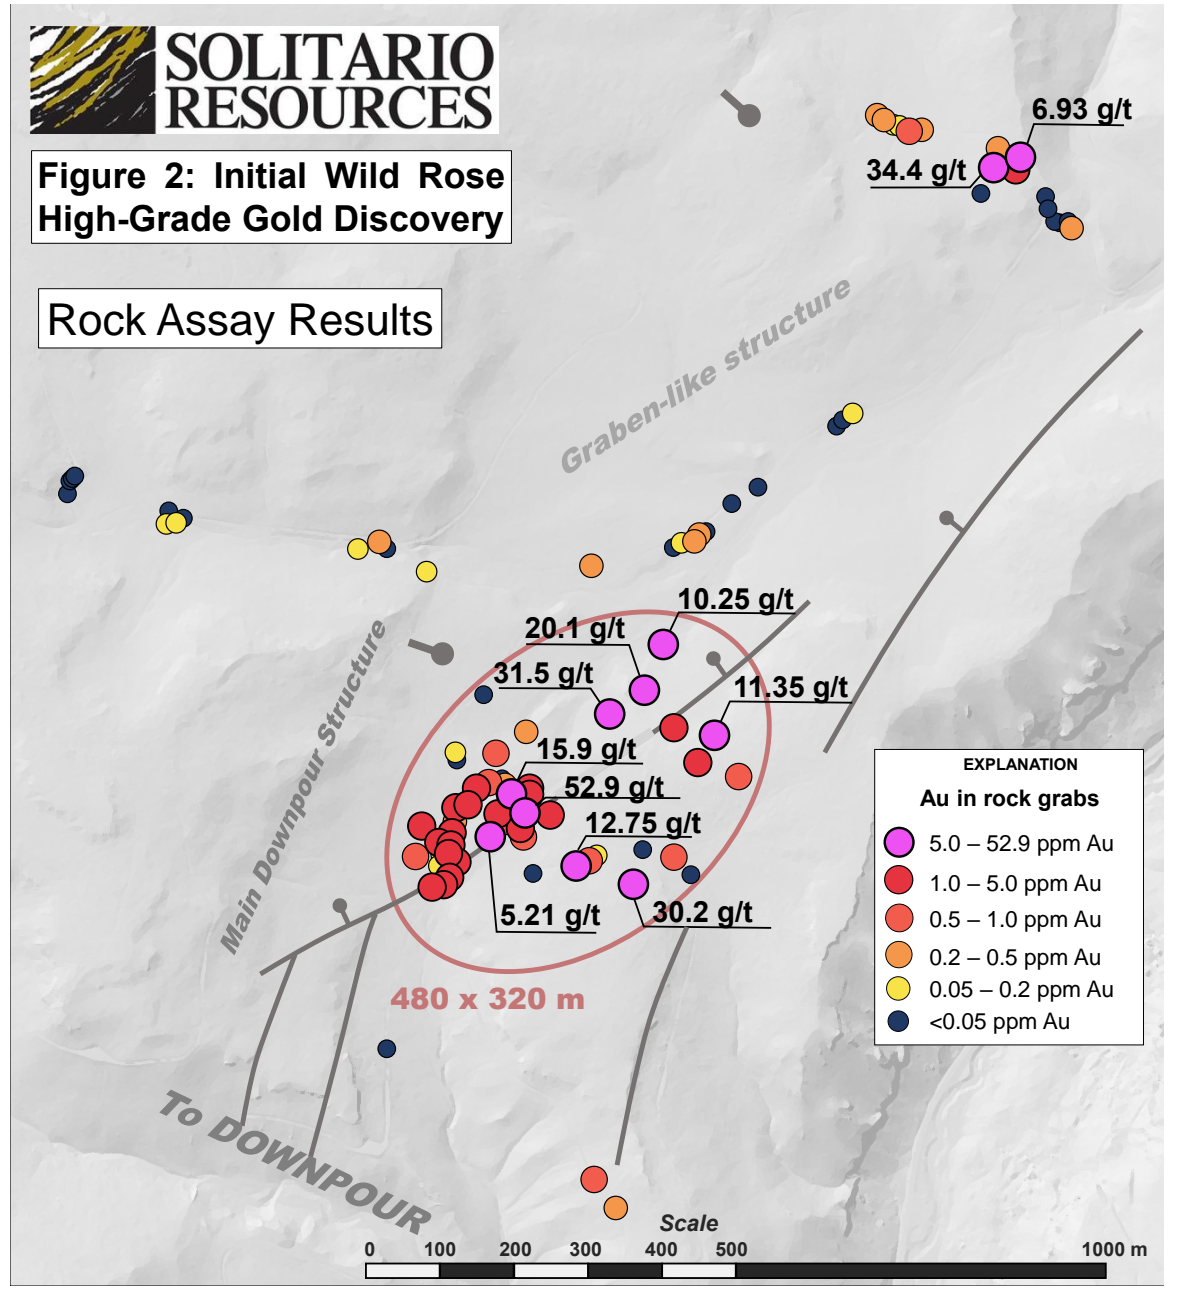 SOLITARIO
RESOURCES
Figure 2: Initial Wild Rose
High-Grade Gold Discovery
Rock Assay Results
6.93 g/t
34.4 g/t
Graben-like structure
10.25 g/t
20.1 g/t
31.5 g/t
11.35 g/t
15.9 g/t
52.9 g/t
12.75 g/t
5.21 g/t
30.2 g/t
Main Downpour Structure
480 x 320 m
To DOWNPOUR
EXPLANATION
Au in rock grabs
5.0 – 52.9 ppm Au
1.0 – 5.0 ppm Au
0.5 – 1.0 ppm Au
0.2 – 0.5 ppm Au
0.05 – 0.2 ppm Au
<0.05 ppm Au
Scale
0 100 200 300 400 500 1000 m